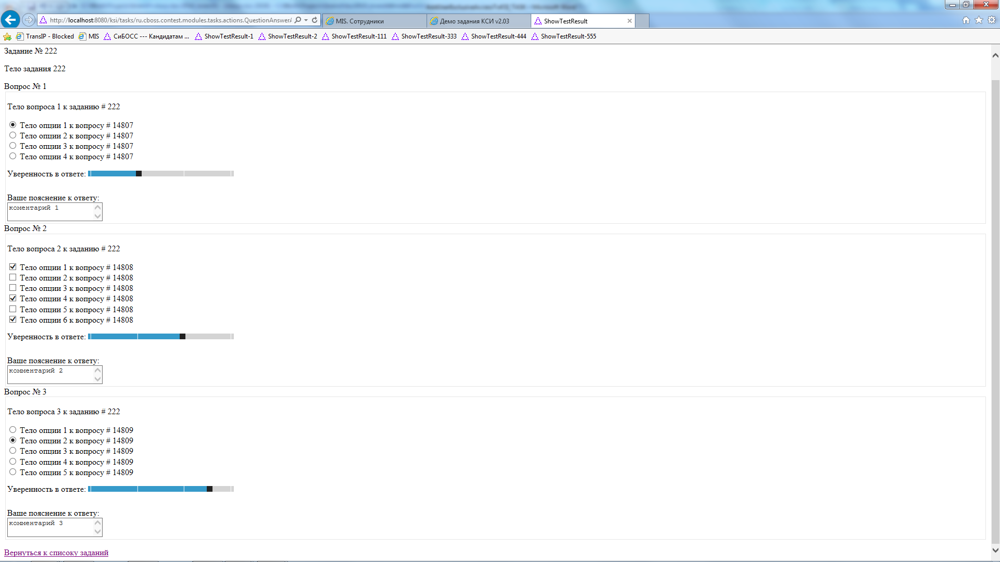 http://localhost:8080/ksi/tasks/ru.cboss.contest.modules.tasks.actions.QuestionAnswerA
MIS. Сотрудники
Демо задания КСИ v2.03
ShowTestResult
TransIP - Blocked
MIS
СиБОСС --- Кандидатам ...
ShowTestResult-1
ShowTestResult-2
ShowTestResult-111
ShowTestResult-333
ShowTestResult-444
ShowTestResult-555
Задание № 222
Тело задания 222
Вопрос № 1
Тело вопроса 1 к заданию # 222
Тело опции 1 к вопросу # 14807
Тело опции 2 к вопросу # 14807
Тело опции 3 к вопросу # 14807
Тело опции 4 к вопросу # 14807
Уверенность в ответе:
Ваше пояснение к ответу:
коментарий 1
Вопрос № 2
Тело вопроса 2 к заданию # 222
Тело опции 1 к вопросу # 14808
Тело опции 2 к вопросу # 14808
Тело опции 3 к вопросу # 14808
Тело опции 4 к вопросу # 14808
Тело опции 5 к вопросу # 14808
Тело опции 6 к вопросу # 14808
Уверенность в ответе:
Ваше пояснение к ответу:
комментарий 2
Вопрос № 3
Тело вопроса 3 к заданию # 222
Тело опции 1 к вопросу # 14809
Тело опции 2 к вопросу # 14809
Тело опции 3 к вопросу # 14809
Тело опции 4 к вопросу # 14809
Тело опции 5 к вопросу # 14809
Уверенность в ответе:
Ваше пояснение к ответу:
комментарий 3
Вернуться к списоку заданий